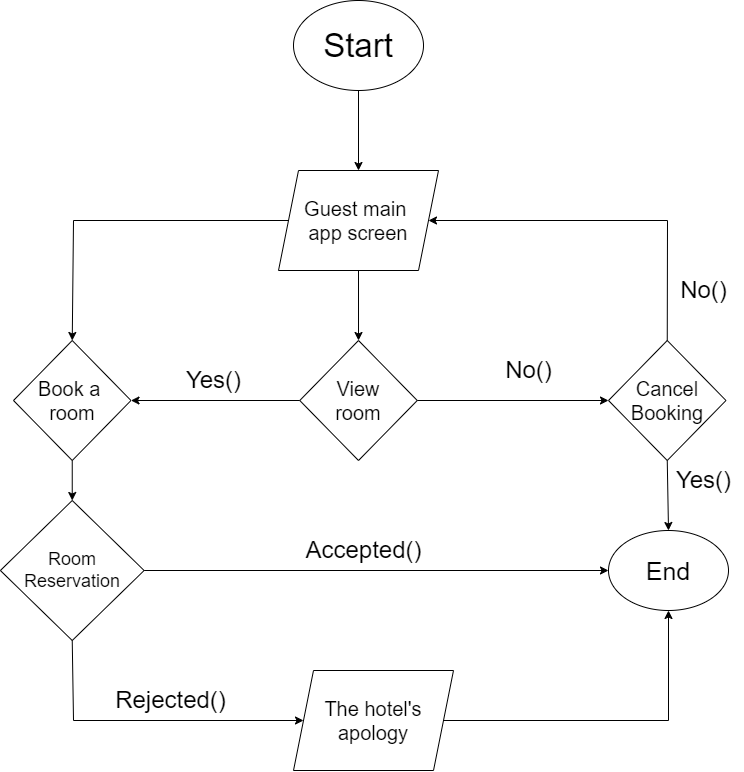 Start
Guest main
app screen
No()
Yes()
No()
Book a
room
View
room
Cancel
Booking
Yes()
Room
Reservation
Accepted()
End
Rejected()
The hotel's
apology